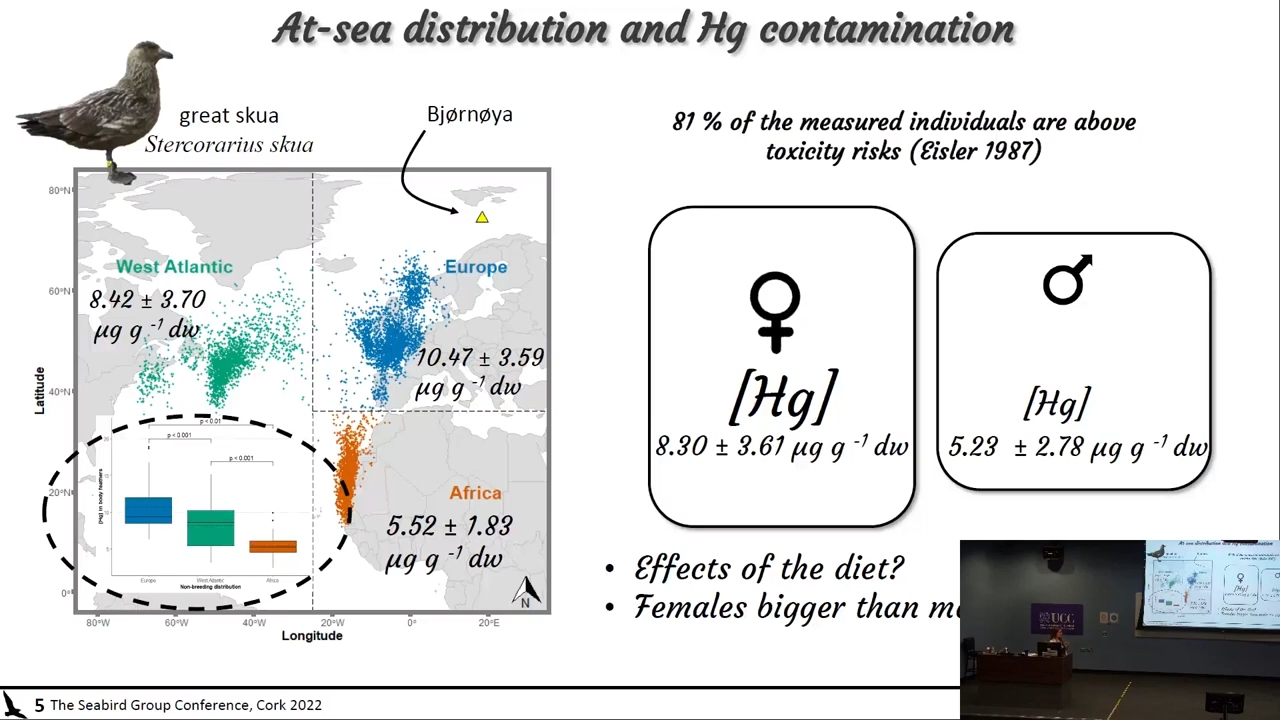 At-sea distribution and Hg contamination
great skua
Stercorarius skua
Bjørnøya
81 % of the measured individuals are above
toxicity risks (Eisler 1987)
80°N
60°N
40°N
20°N
0°
Latitude
West Atlantic
8.42 ± 3.70
µg g -1 dw
Europe
10.47 ± 3.59
µg g -1 dw
Africa
5.52 ± 1.83
µg g -1 dw
p < 0.01
p < 0.001
p < 0.001
[Hg] in body feathers
Europe
West Atlantic
Africa
Non-breeding distribution
N
80°W
60°W
40°W
20°W
0°
20°E
Longitude
♀
[Hg]
8.30 ± 3.61 µg g -1 dw
♂
[Hg]
5.23 ± 2.78 µg g -1 dw
• Effects of the diet?
• Females bigger than
UCC
5 The Seabird Group Conference, Cork 2022